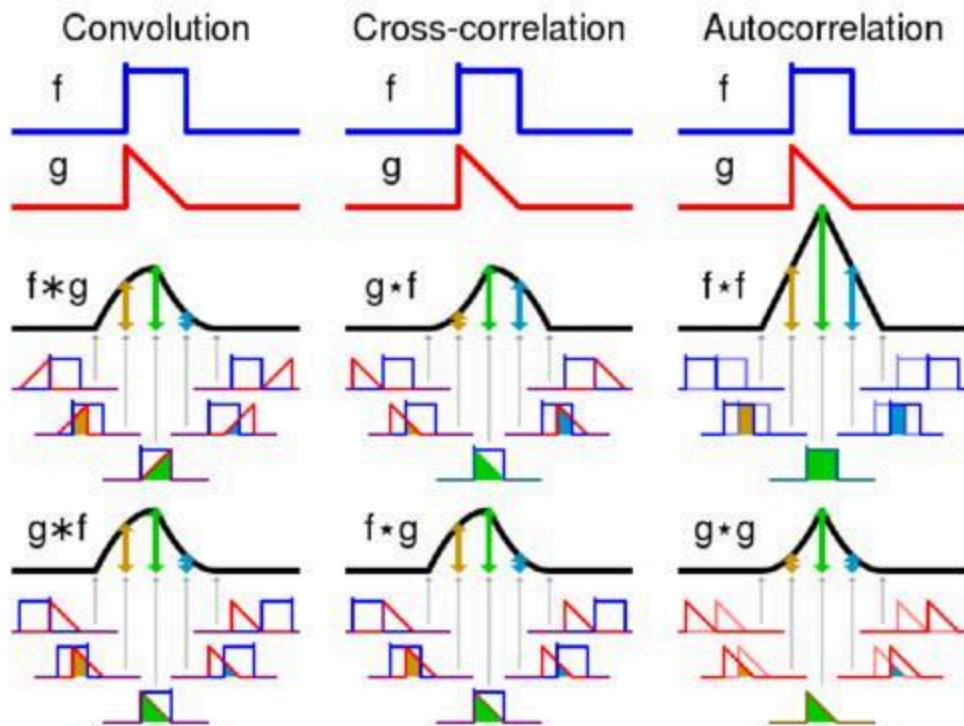 Convolution Cross-correlation Autocorrelation
f f f
g g g
f∗g g⋆f f⋆f
g∗f f⋆g g⋆g